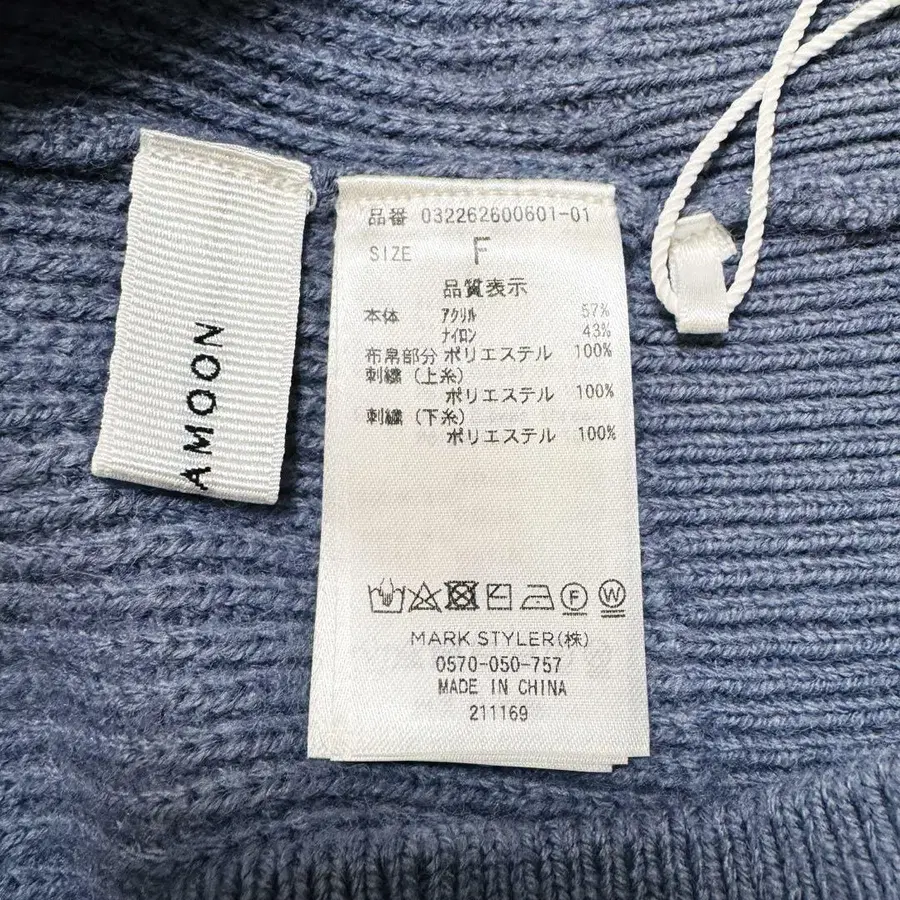 AMOON
品番 032262600601-01
SIZE F
品質表示
本体 アクリル 57%
ナイロン 43%
布帛部分 ポリエステル 100%
刺繍(上糸)
ポリエステル 100%
刺繍(下糸)
ポリエステル 100%
F W
MARK STYLER(株)
0570-050-757
MADE IN CHINA
211169